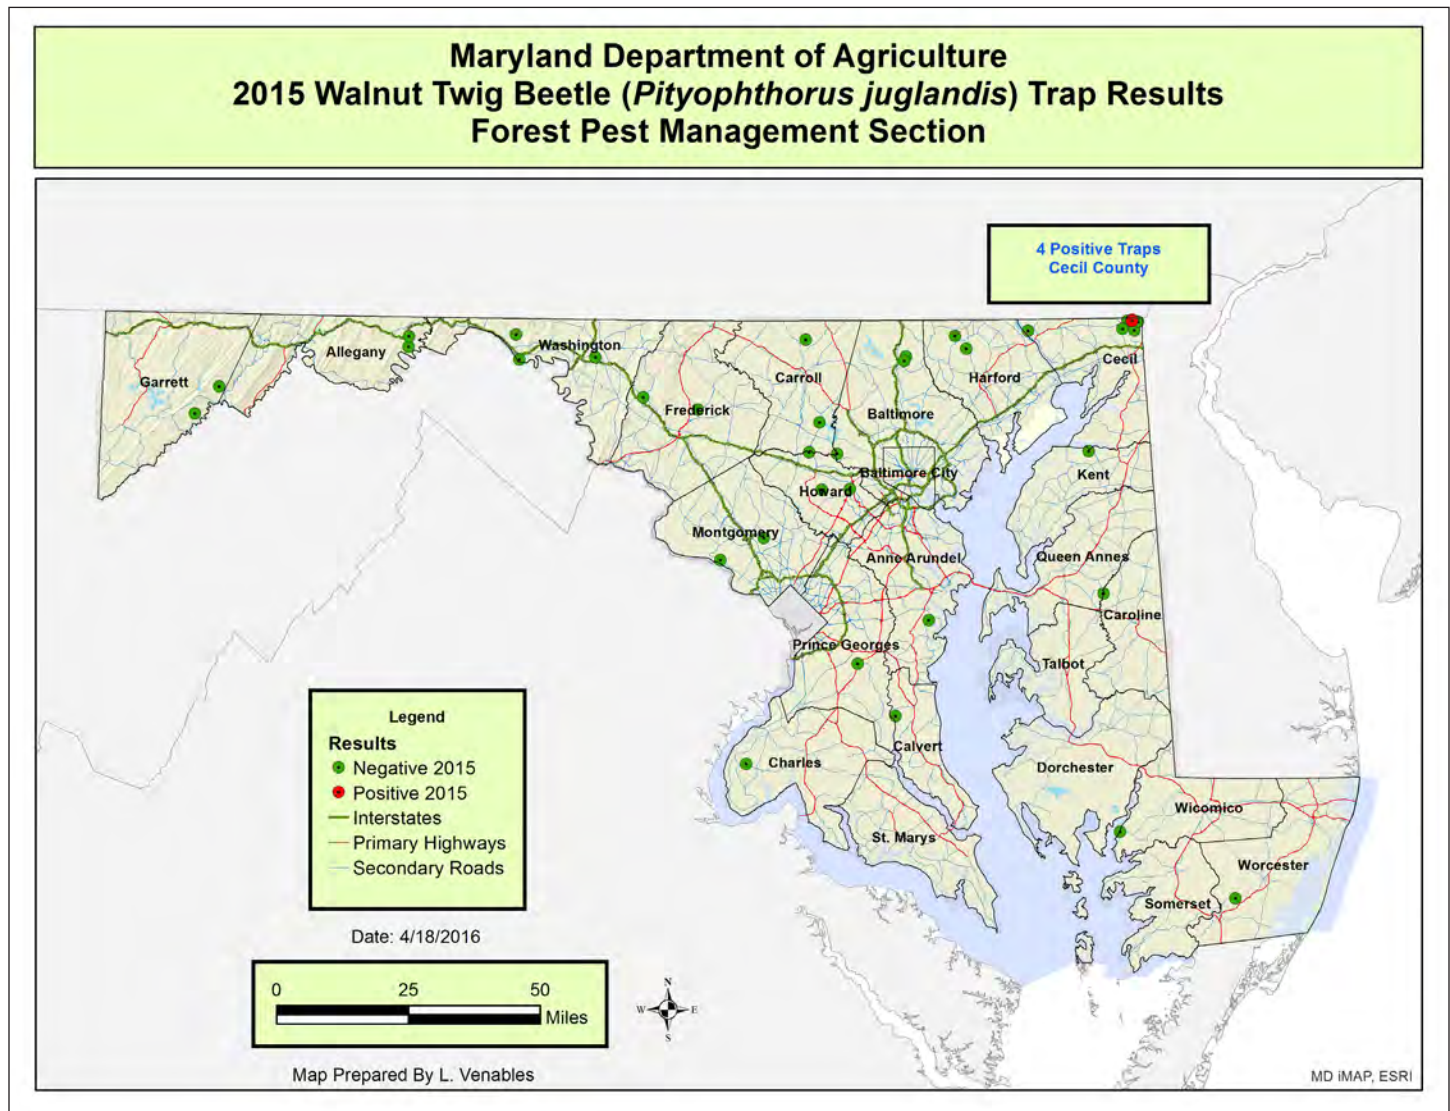 Maryland Department of Agriculture
2015 Walnut Twig Beetle (Pityophthorus juglandis) Trap Results
Forest Pest Management Section
4 Positive Traps
Cecil County
Garrett
Allegany
Washington
Frederick
Carroll
Baltimore
Harford
Cecil
Baltimore City
Howard
Kent
Montgomery
Anne Arundel
Queen Annes
Caroline
Prince Georges
Talbot
Calvert
Charles
Dorchester
Wicomico
St. Marys
Worcester
Somerset
Legend
Results
Negative 2015
Positive 2015
Interstates
Primary Highways
Secondary Roads
Date: 4/18/2016
0 25 50
Miles
N
W E
S
Map Prepared By L. Venables
MD iMAP, ESRI